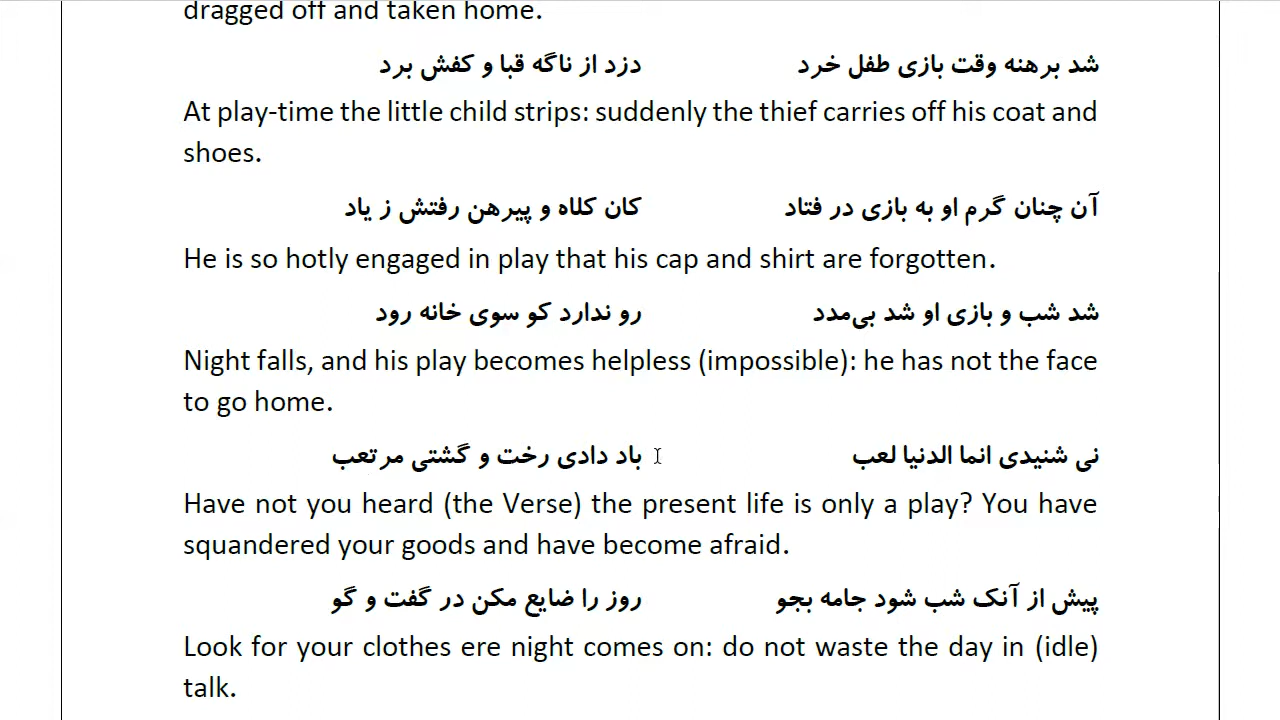 dragged off and taken home.
شد برهنه وقت بازی طفل خرد دزد از ناگه قبا و کفش برد
At play-time the little child strips: suddenly the thief carries off his coat and
shoes.
آن چنان گرم او به بازی در فتاد کان کلاه و پیرهن رفتش ز یاد
He is so hotly engaged in play that his cap and shirt are forgotten.
شد شب و بازی او شد بی‌مدد رو ندارد کو سوی خانه رود
Night falls, and his play becomes helpless (impossible): he has not the face
to go home.
نی شنیدی انما الدنیا لعب باد دادی رخت و گشتی مرتعب
Have not you heard (the Verse) the present life is only a play? You have
squandered your goods and have become afraid.
پیش از آنک شب شود جامه بجو روز را ضایع مکن در گفت و گو
Look for your clothes ere night comes on: do not waste the day in (idle)
talk.